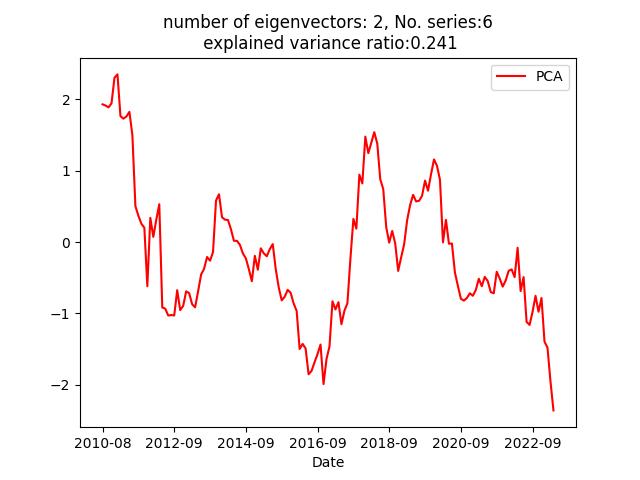 number of eigenvectors: 2, No. series:6
explained variance ratio:0.241
PCA
2
1
0
−1
−2
2010-08 2012-09 2014-09 2016-09 2018-09 2020-09 2022-09
Date